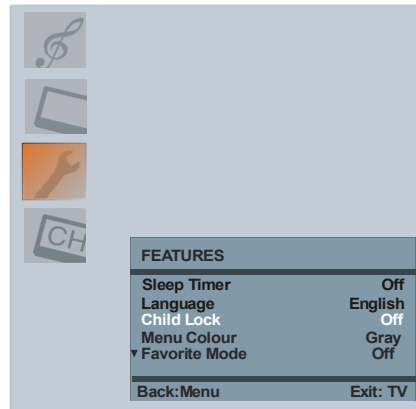 CH
FEATURES
Sleep Timer Off
Language English
Child Lock Off
Menu Colour Gray
Favorite Mode Off
Back:Menu Exit: TV